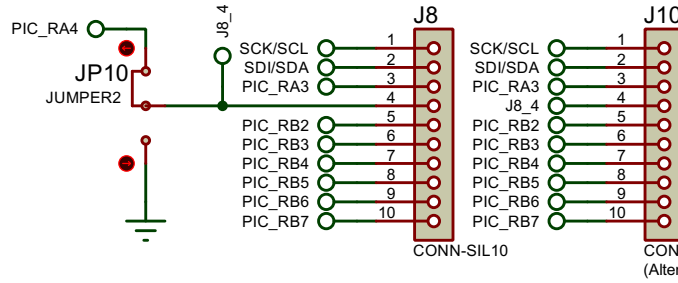 PIC_RA4
JP10
JUMPER2
J8_4
J8
SCK/SCL 1
SDI/SDA 2
PIC_RA3 3
4
PIC_RB2 5
PIC_RB3 6
PIC_RB4 7
PIC_RB5 8
PIC_RB6 9
PIC_RB7 10
CONN-SIL10
J10
SCK/SCL 1
SDI/SDA 2
PIC_RA3 3
J8_4 4
PIC_RB2 5
PIC_RB3 6
PIC_RB4 7
PIC_RB5 8
PIC_RB6 9
PIC_RB7 10
CON
(Alter